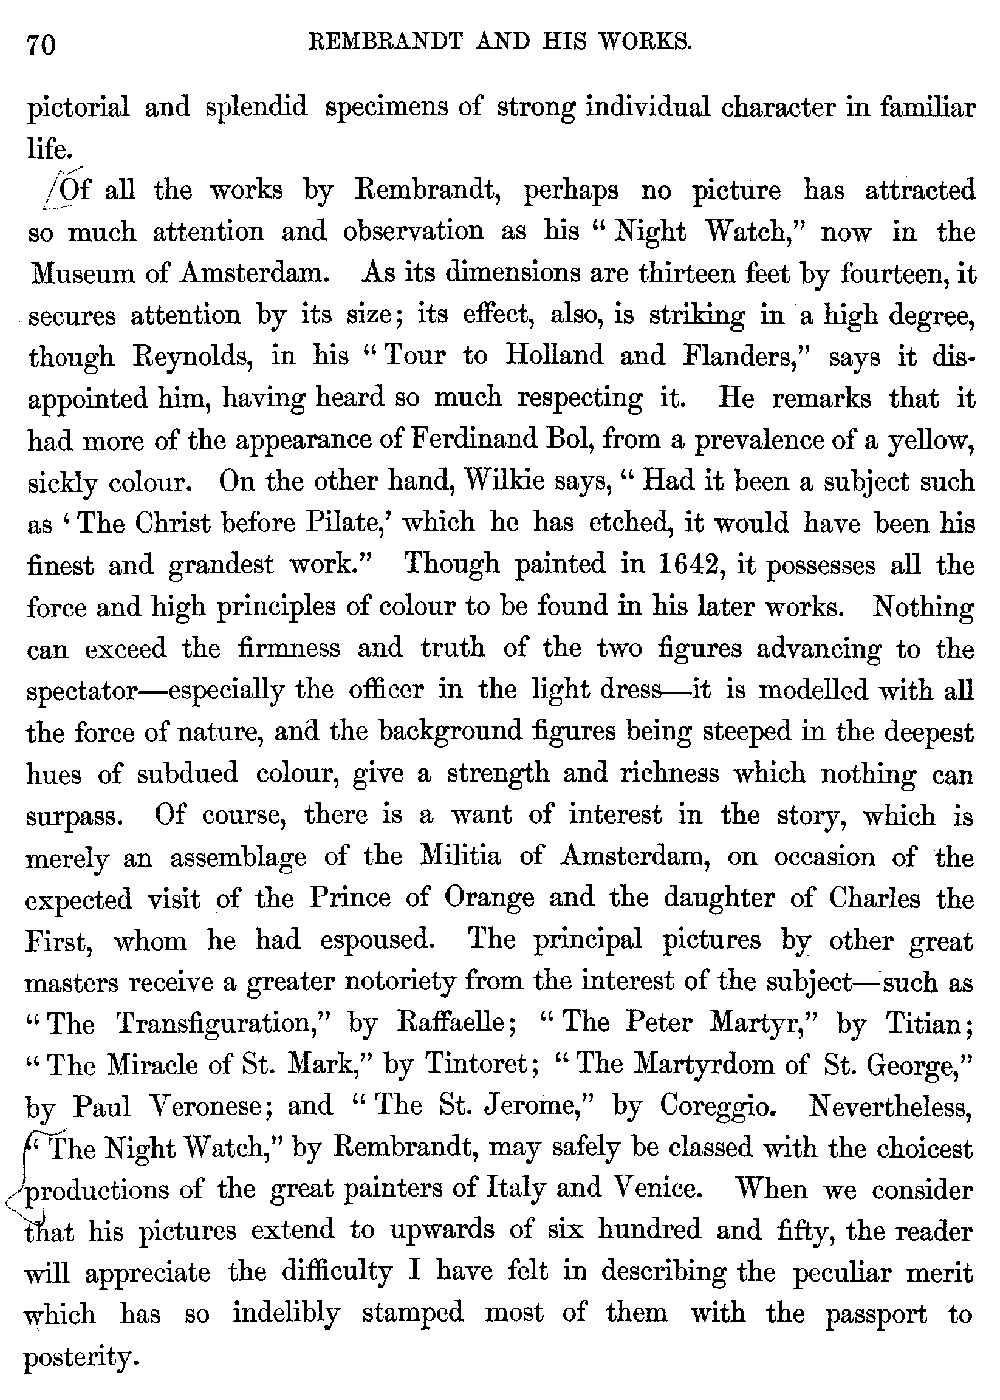 70 REMBRANDT AND HIS WORKS.
pictorial and splendid specimens of strong individual character in familiar
life.
Of all the works by Rembrandt, perhaps no picture has attracted
so much attention and observation as his “ Night Watch,” now in the
Museum of Amsterdam. As its dimensions are thirteen feet by fourteen, it
secures attention by its size; its effect, also, is striking in a high degree,
though Reynolds, in his “ Tour to Holland and Flanders,” says it dis-
appointed him, having heard so much respecting it. He remarks that it
had more of the appearance of Ferdinand Bol, from a prevalence of a yellow,
sickly colour. On the other hand, Wilkie says, “ Had it been a subject such
as ‘ The Christ before Pilate,’ which he has etched, it would have been his
finest and grandest work.” Though painted in 1642, it possesses all the
force and high principles of colour to be found in his later works. Nothing
can exceed the firmness and truth of the two figures advancing to the
spectator—especially the officer in the light dress—it is modelled with all
the force of nature, and the background figures being steeped in the deepest
hues of subdued colour, give a strength and richness which nothing can
surpass. Of course, there is a want of interest in the story, which is
merely an assemblage of the Militia of Amsterdam, on occasion of the
expected visit of the Prince of Orange and the daughter of Charles the
First, whom he had espoused. The principal pictures by other great
masters receive a greater notoriety from the interest of the subject—such as
“ The Transfiguration,” by Raffaelle; “ The Peter Martyr,” by Titian;
“ The Miracle of St. Mark,” by Tintoret; “ The Martyrdom of St. George,”
by Paul Veronese; and “ The St. Jerome,” by Coreggio. Nevertheless,
“ The Night Watch,” by Rembrandt, may safely be classed with the choicest
productions of the great painters of Italy and Venice. When we consider
that his pictures extend to upwards of six hundred and fifty, the reader
will appreciate the difficulty I have felt in describing the peculiar merit
which has so indelibly stamped most of them with the passport to
posterity.